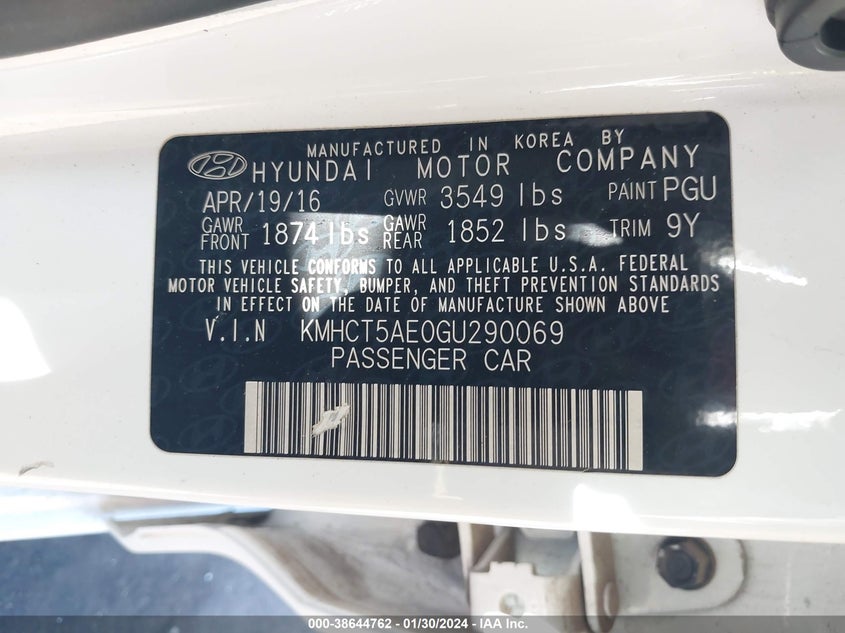 MANUFACTURED IN KOREA BY
HYUNDAI MOTOR COMPANY
APR/19/16 GVWR 3549 lbs PAINT PGU
GAWR FRONT 1874 lbs GAWR REAR 1852 lbs TRIM 9Y
THIS VEHICLE CONFORMS TO ALL APPLICABLE U.S.A. FEDERAL
MOTOR VEHICLE SAFETY, BUMPER, AND THEFT PREVENTION STANDARDS
IN EFFECT ON THE DATE OF MANUFACTURE SHOWN ABOVE
V.I.N KMHCT5AE0GU290069
PASSENGER CAR
000-38644762 - 01/30/2024 - IAA Inc.